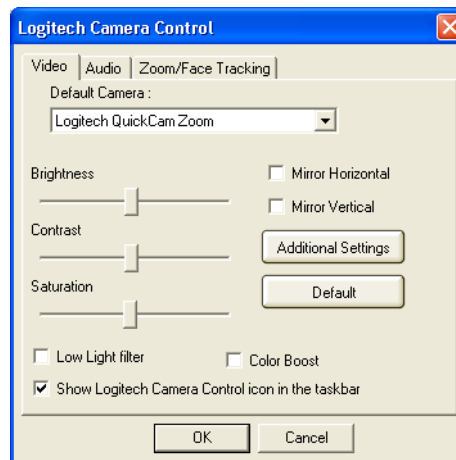 Logitech Camera Control
Video Audio Zoom/Face Tracking
Default Camera :
Logitech QuickCam Zoom
Brightness
Mirror Horizontal
Mirror Vertical
Contrast
Additional Settings
Saturation
Default
Low Light filter
Color Boost
Show Logitech Camera Control icon in the taskbar
OK Cancel